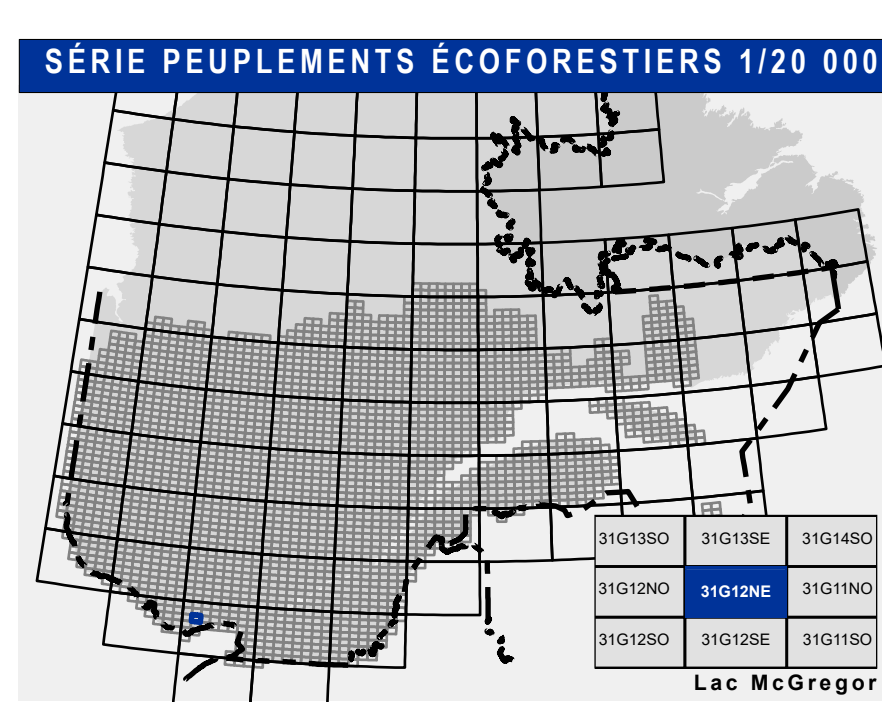 SÉRIE PEUPLEMENTS ÉCOFORESTIERS 1/20 000
31G13SO 31G13SE 31G14SO
31G12NO 31G12NE 31G11NO
31G12SO 31G12SE 31G11SO
Lac McGregor